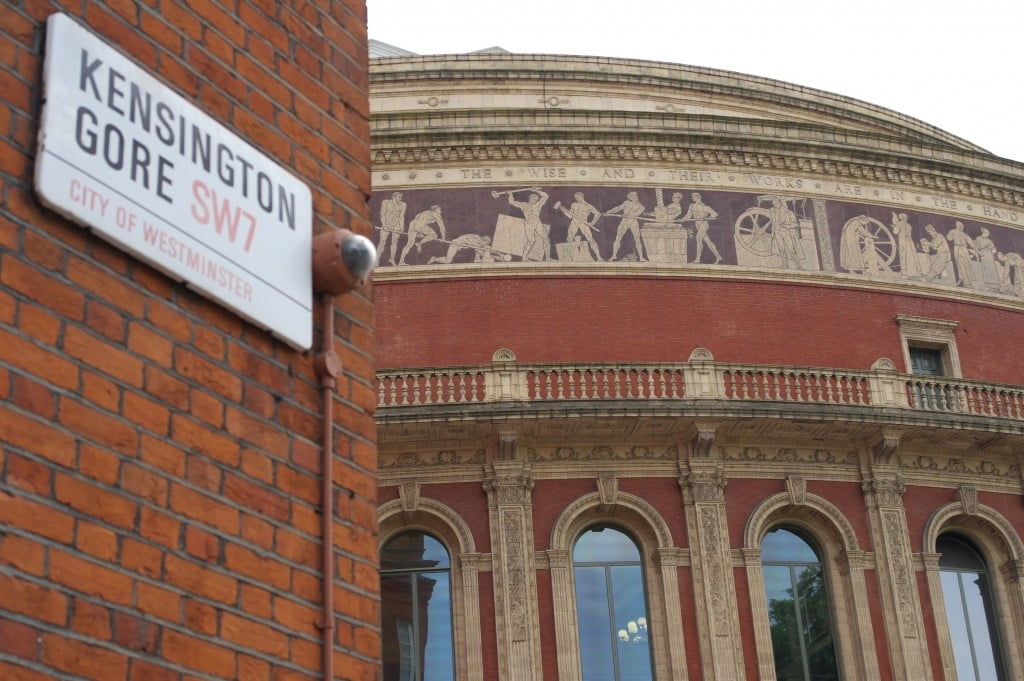 KENSINGTON
GORE SW7
CITY OF WESTMINSTER
THE WISE AND THEIR WORKS ARE IN THE HAND